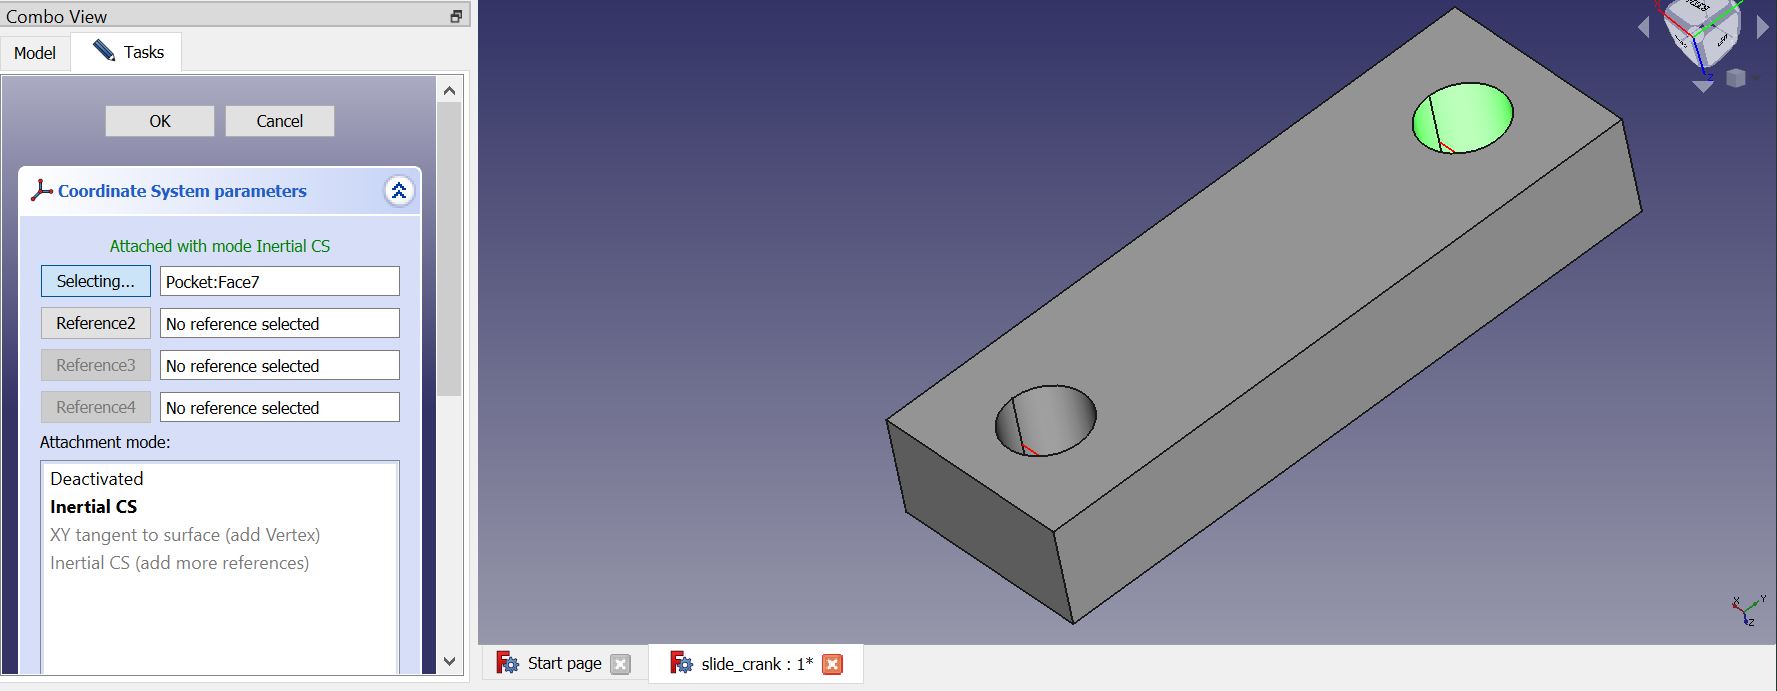 Combo View
Model
Tasks
OK
Cancel
Coordinate System parameters
Attached with mode Inertial CS
Selecting...
Pocket:Face7
Reference2
No reference selected
Reference3
No reference selected
Reference4
No reference selected
Attachment mode:
Deactivated
Inertial CS
XY tangent to surface (add Vertex)
Inertial CS (add more references)
Z
X
Y
Z
Start page
slide_crank : 1*